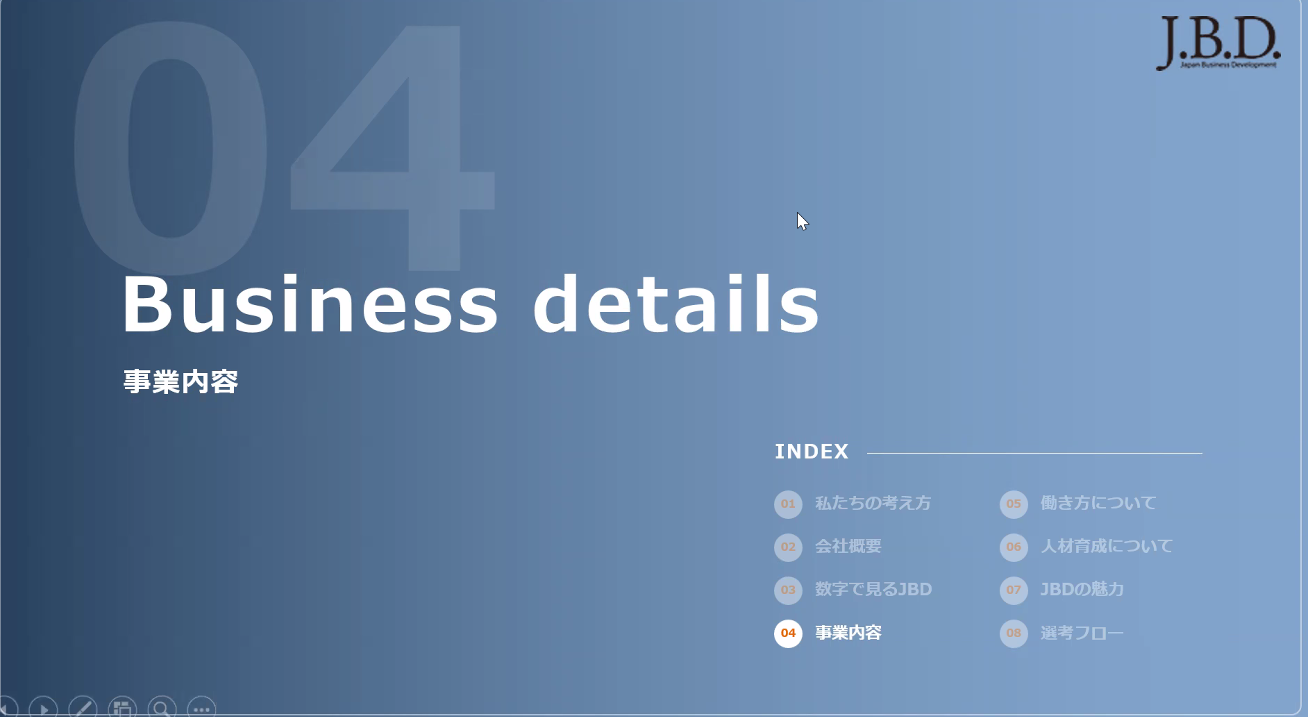 04
J.B.D.
Japan Business Development
Business details
事業内容
INDEX
01 私たちの考え方
02 会社概要
03 数字で見るJBD
04 事業内容
05 働き方について
06 人材育成について
07 JBDの魅力
08 選考フロー